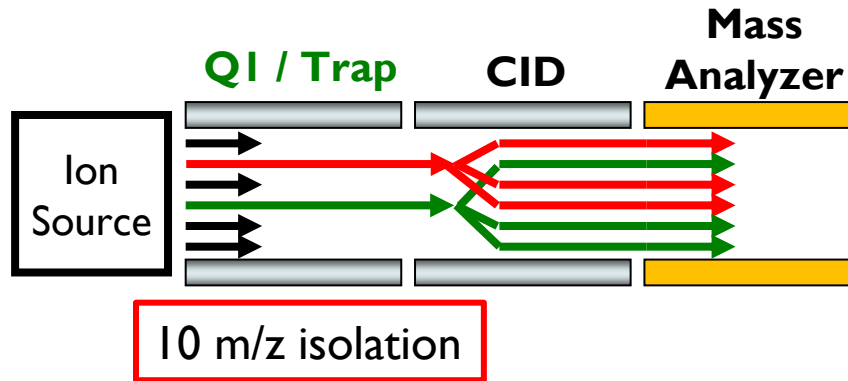 Q1 / Trap
CID
Mass
Analyzer
Ion
Source
10 m/z isolation